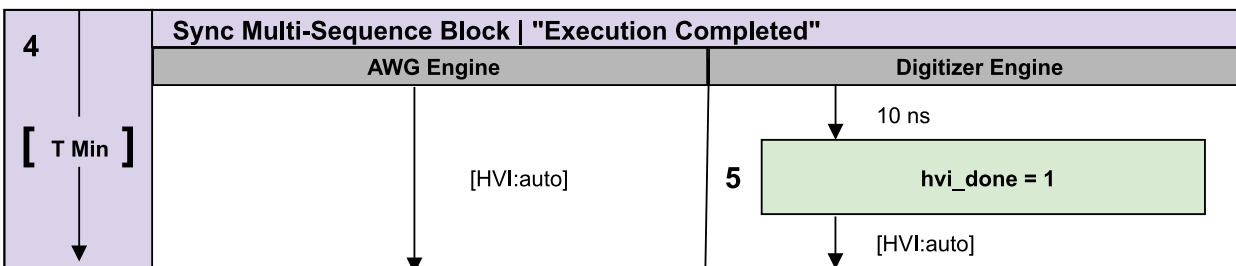 4
Sync Multi-Sequence Block | "Execution Completed"
AWG Engine
Digitizer Engine
10 ns
[ T Min ]
[HVI:auto]
5
hvi_done = 1
[HVI:auto]